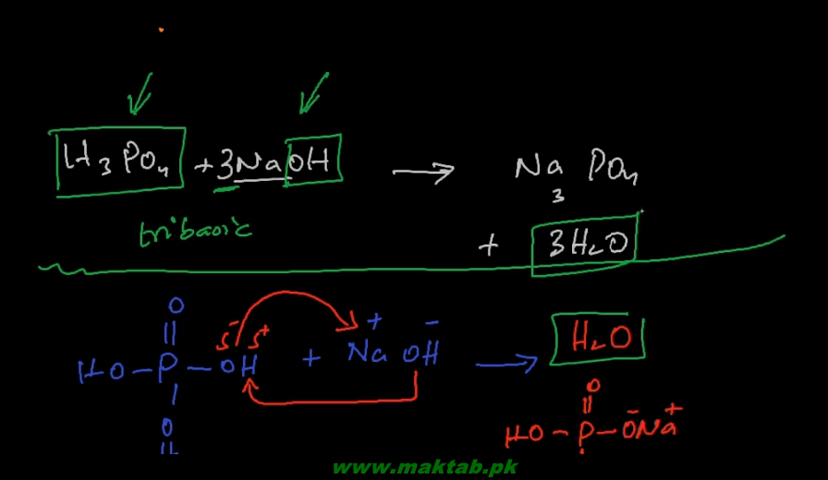 H3PO4 + 3NaOH → Na3PO4
+ 3H2O
tribasic
O
||
HO-P-OH + Na+ OH- → H2O
δ- δ+
|
O
H
O
||
HO-P-O-Na+
www.maktab.pk